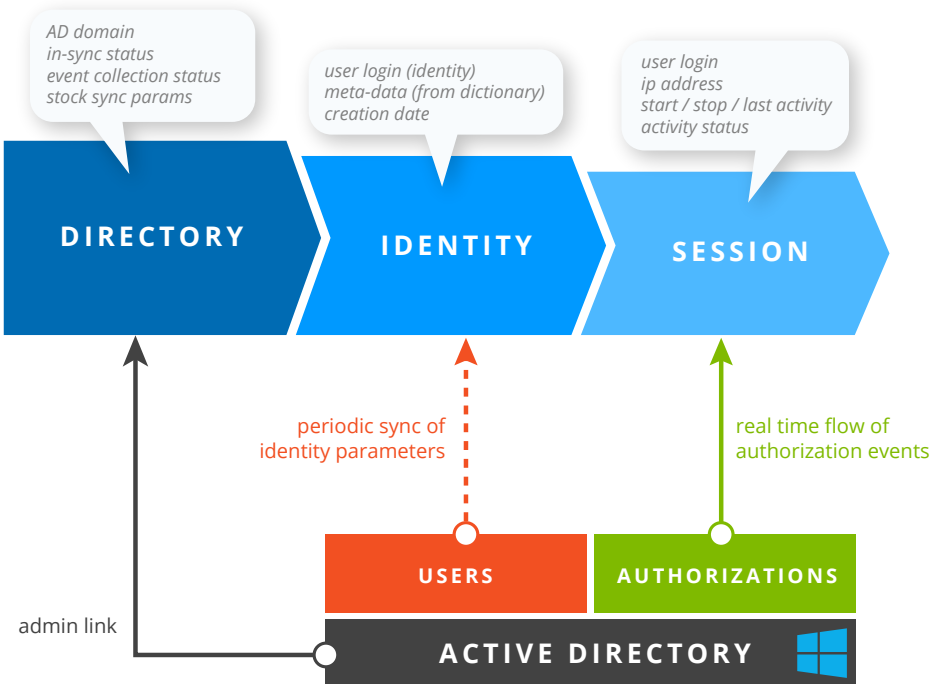 AD domain
in-sync status
event collection status
stock sync params
user login (identity)
meta-data (from dictionary)
creation date
user login
ip address
start / stop / last activity
activity status
DIRECTORY
IDENTITY
SESSION
periodic sync of
identity parameters
real time flow of
authorization events
USERS
AUTHORIZATIONS
admin link
ACTIVE DIRECTORY